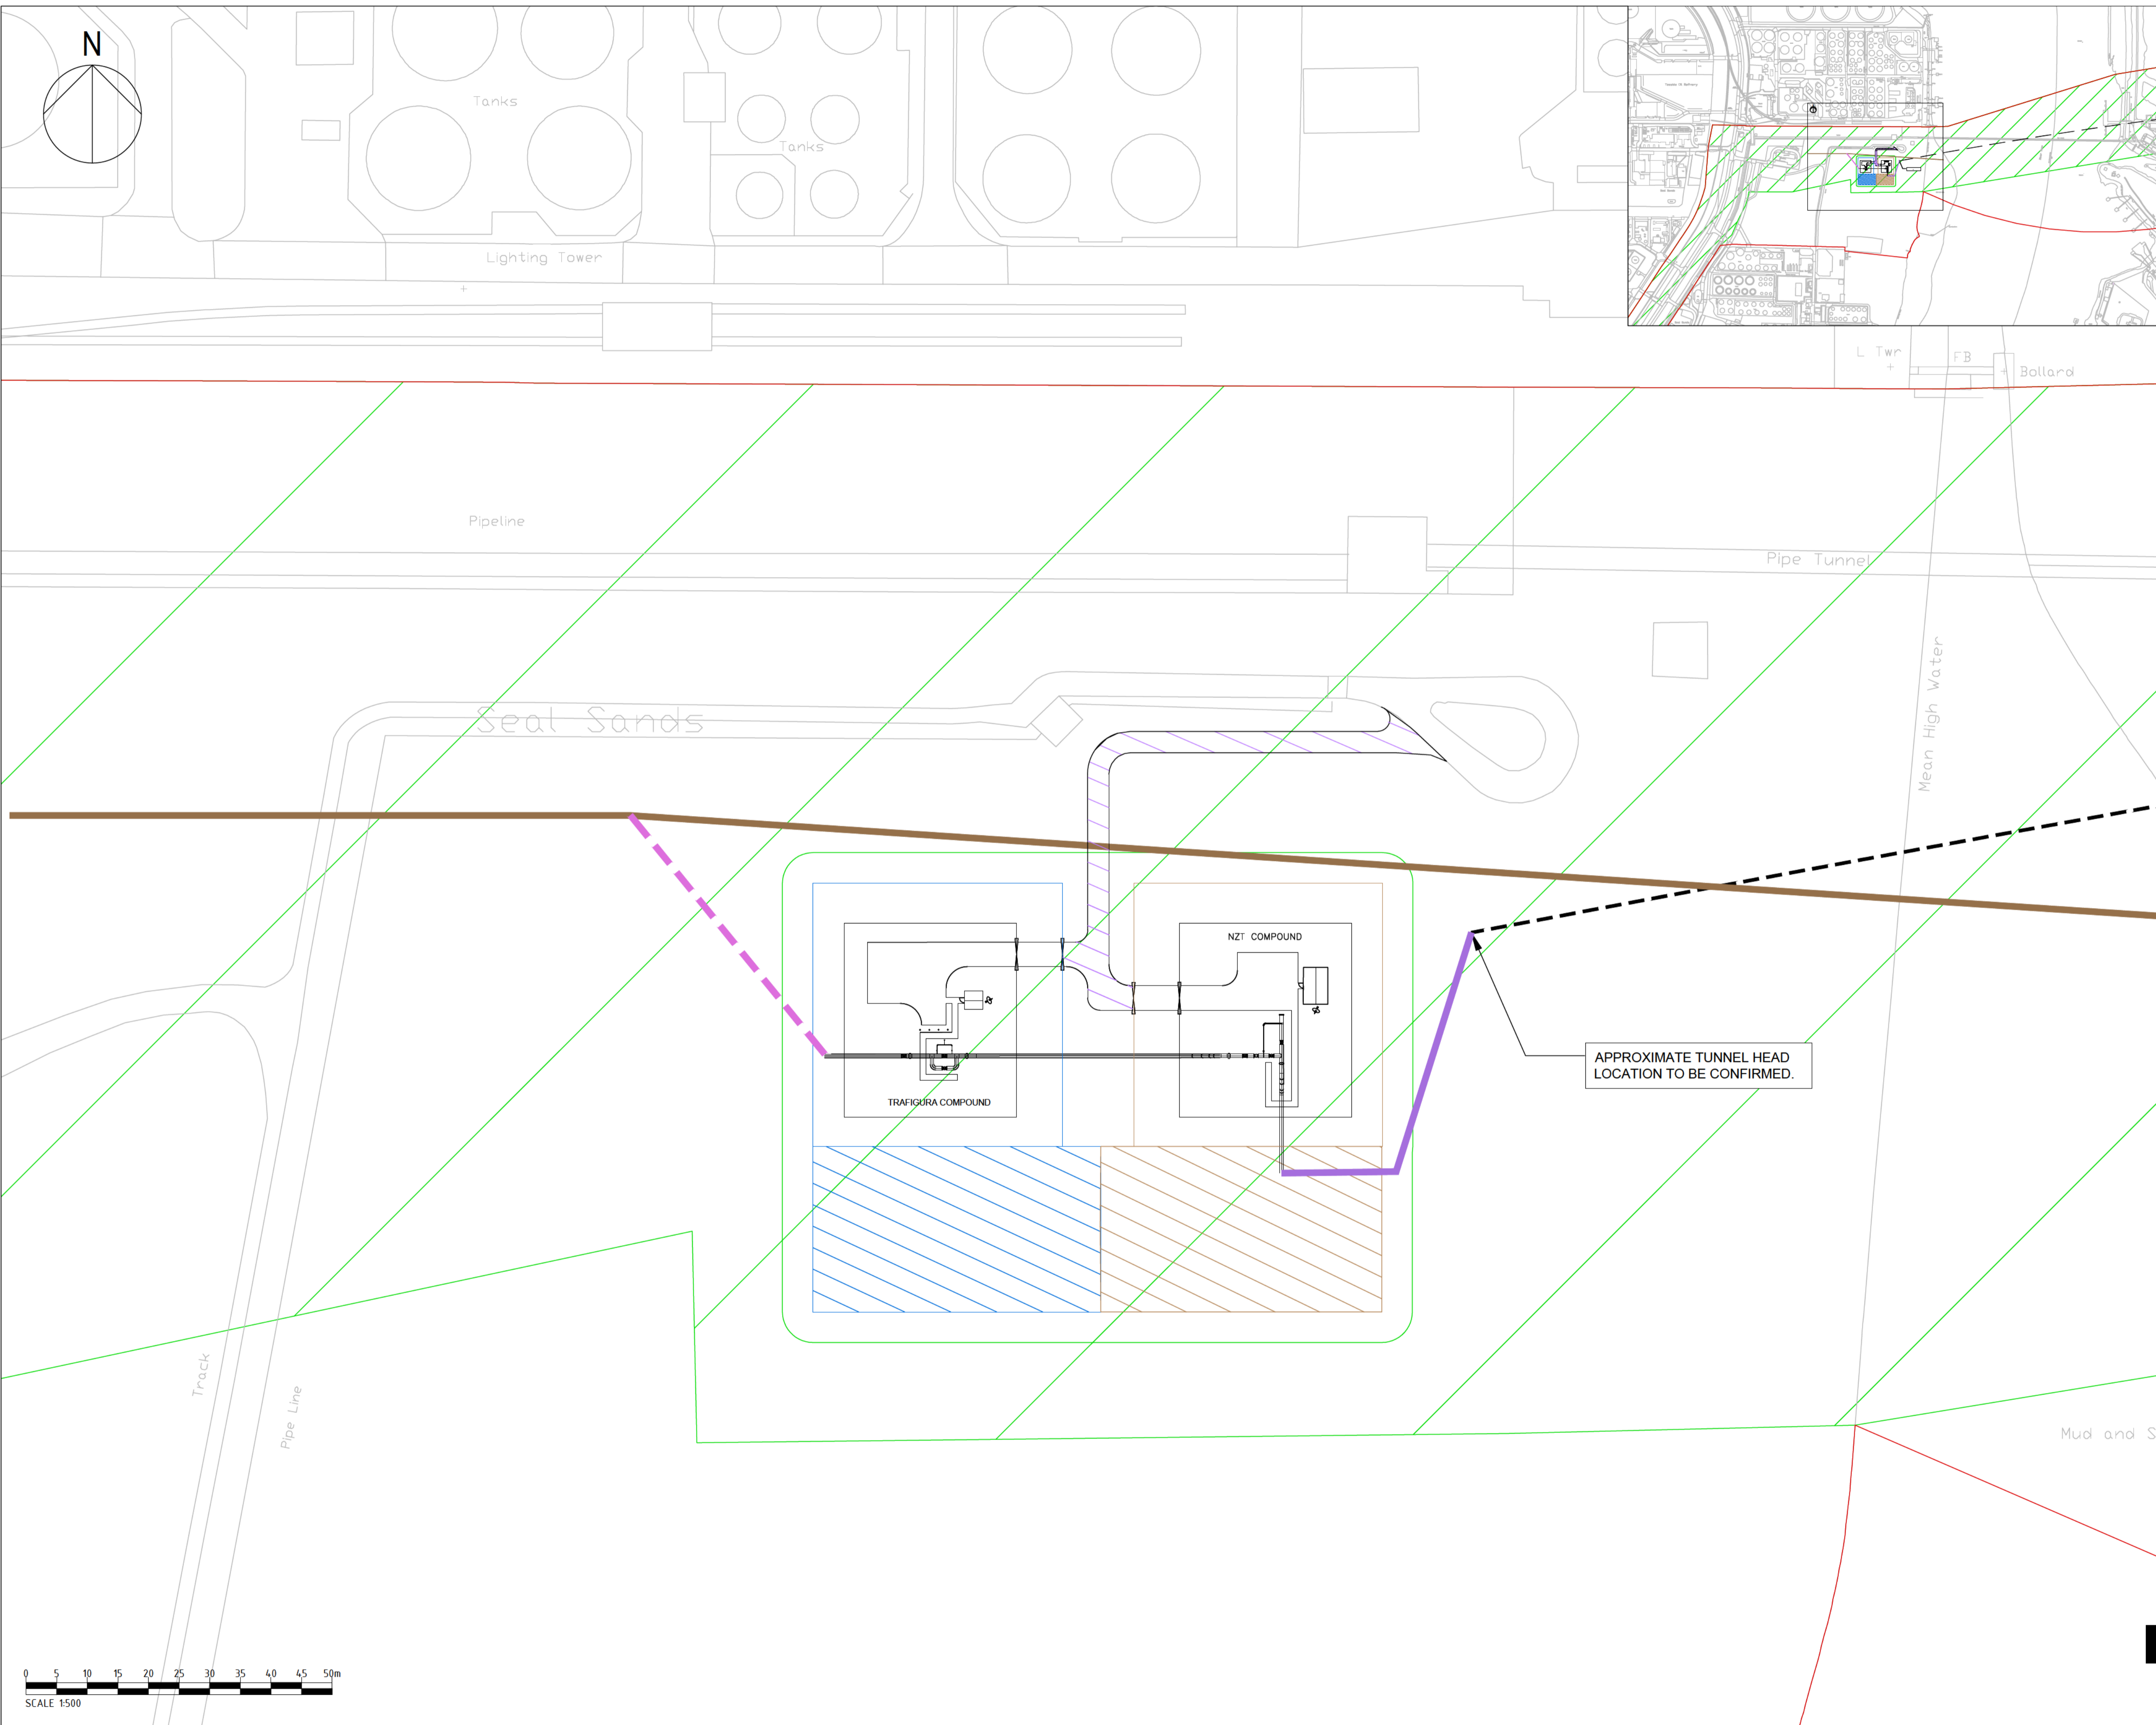 N
Tanks
Tanks
Lighting Tower
L Twr
FB
Bollard
Pipeline
Pipe Tunnel
Seal Sands
Mean High Water
NZT COMPOUND
TRAFIGURA COMPOUND
APPROXIMATE TUNNEL HEAD
LOCATION TO BE CONFIRMED.
Track
Pipe Line
Mud and S
0 5 10 15 20 25 30 35 40 45 50m
SCALE 1:500